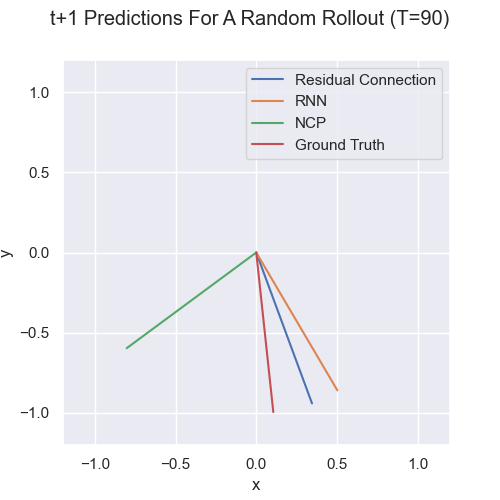 t+1 Predictions For A Random Rollout (T=90)
Residual Connection
RNN
NCP
Ground Truth
y
1.0
0.5
0.0
−0.5
−1.0
−1.0 −0.5 0.0 0.5 1.0
x